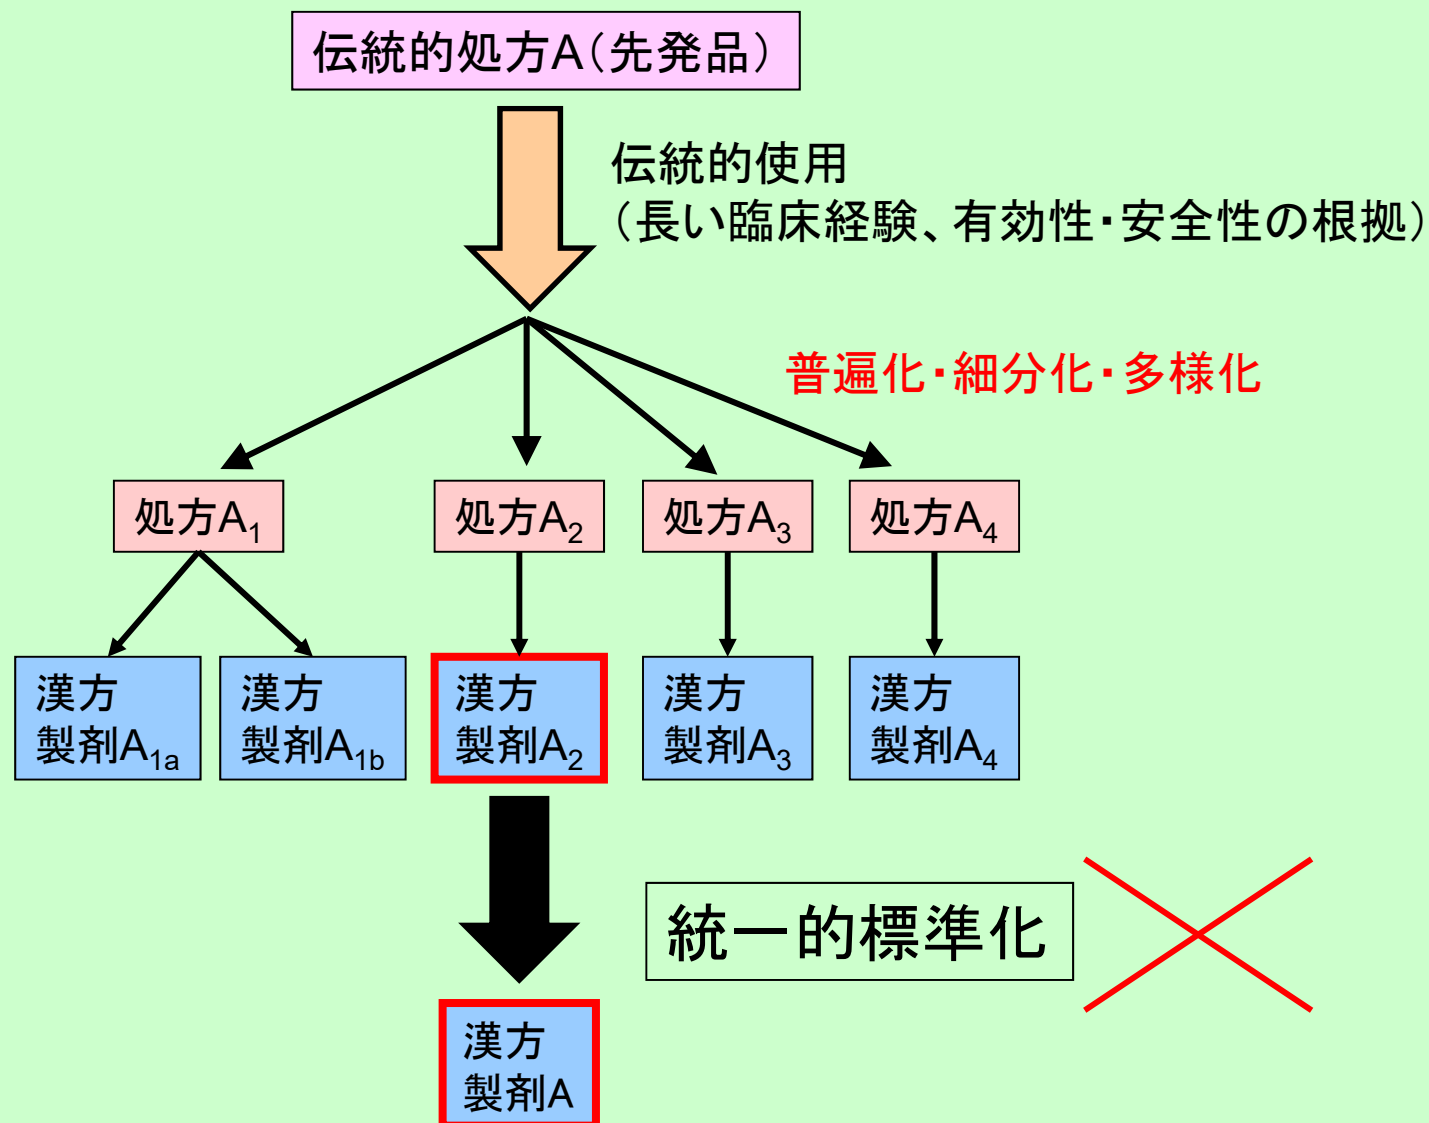 伝統的処方A（先発品）
伝統的使用
（長い臨床経験、有効性・安全性の根拠）
普遍化・細分化・多様化
処方A1
処方A2
処方A3
処方A4
漢方
製剤A1a
漢方
製剤A1b
漢方
製剤A2
漢方
製剤A3
漢方
製剤A4
統一的標準化
漢方
製剤A